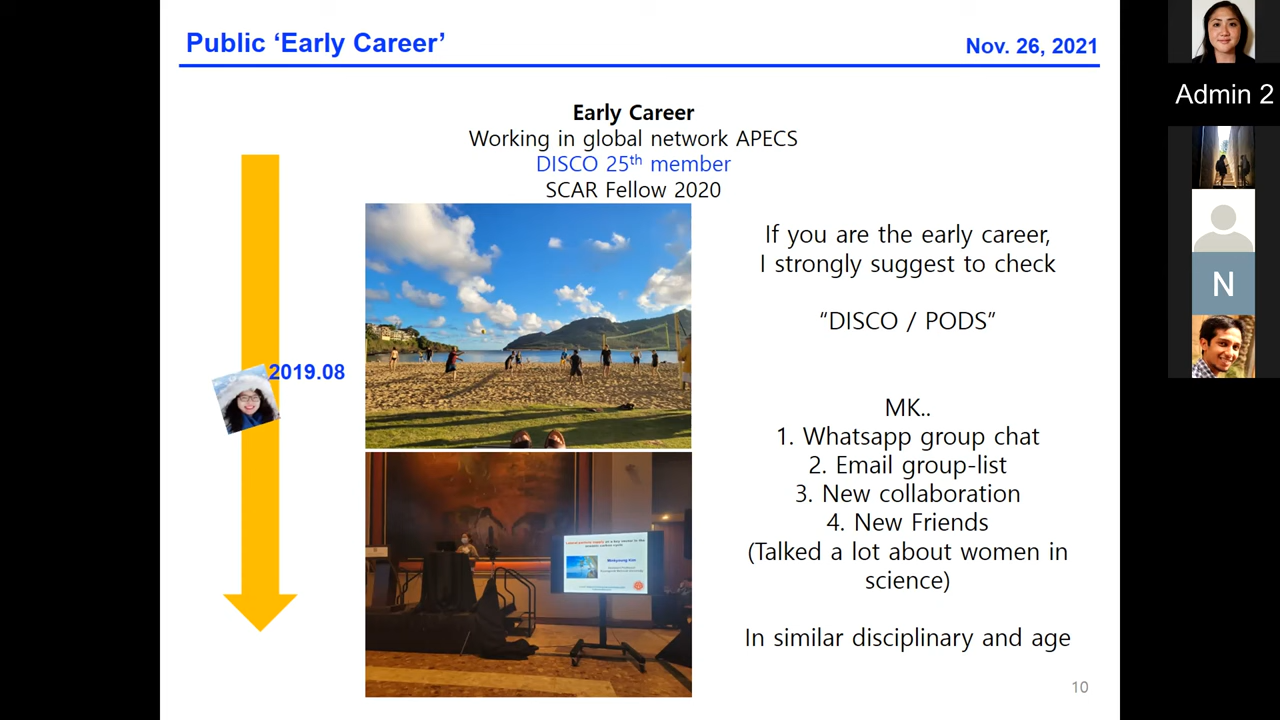 Public ‘Early Career’
Nov. 26, 2021
Admin 2
Early Career
Working in global network APECS
DISCO 25th member
SCAR Fellow 2020
If you are the early career,
I strongly suggest to check
“DISCO / PODS”
N
2019.08
MK..
1. Whatsapp group chat
2. Email group-list
3. New collaboration
4. New Friends
(Talked a lot about women in
science)
In similar disciplinary and age
10